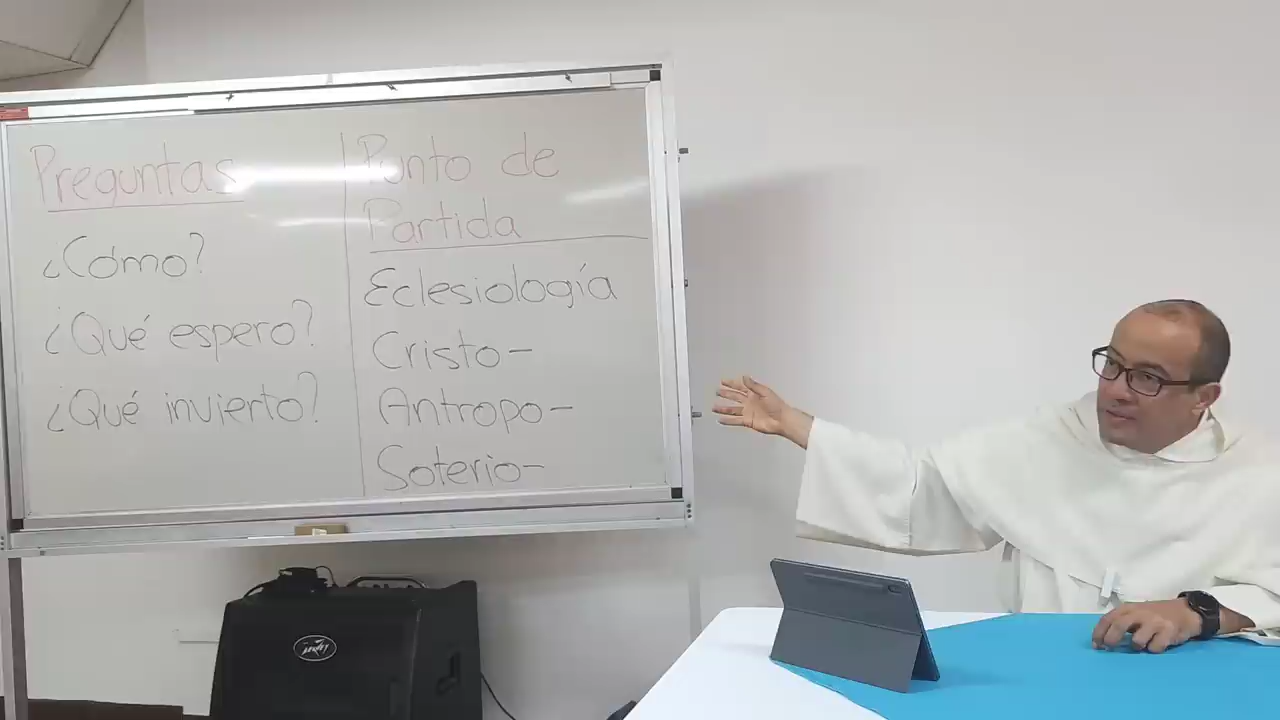 Preguntas
¿Cómo?
¿Qué espero?
¿Qué invierto?
Punto de
Partida
Eclesiología
Cristo-
Antropo-
Soterio-